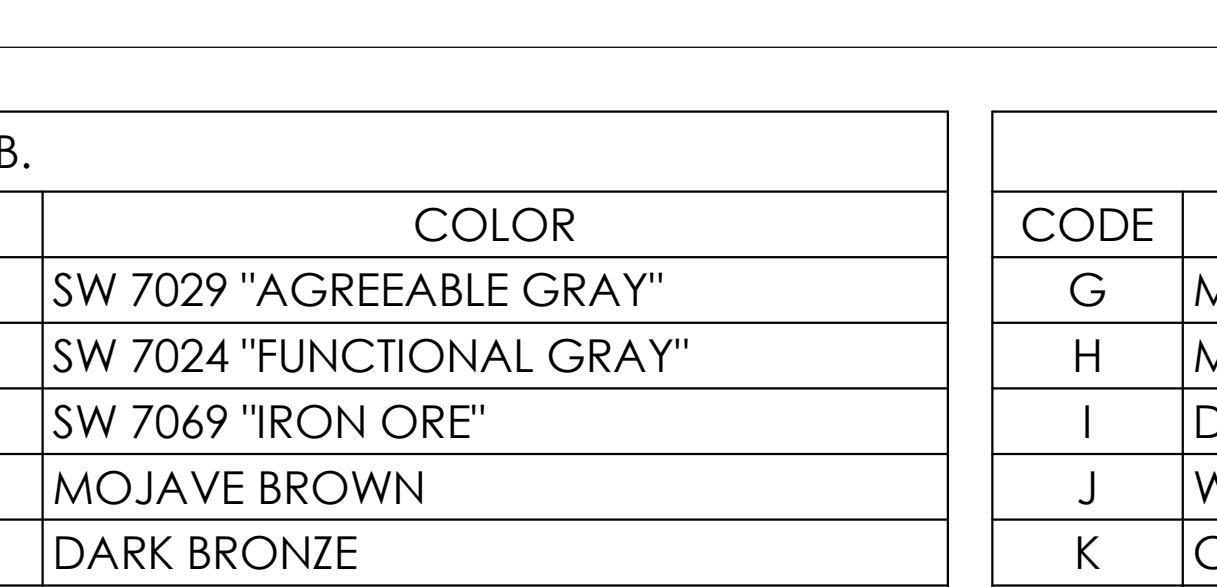 B.
COLOR
SW 7029 "AGREEABLE GRAY"
SW 7024 "FUNCTIONAL GRAY"
SW 7069 "IRON ORE"
MOJAVE BROWN
DARK BRONZE
CODE
G
H
I
J
K